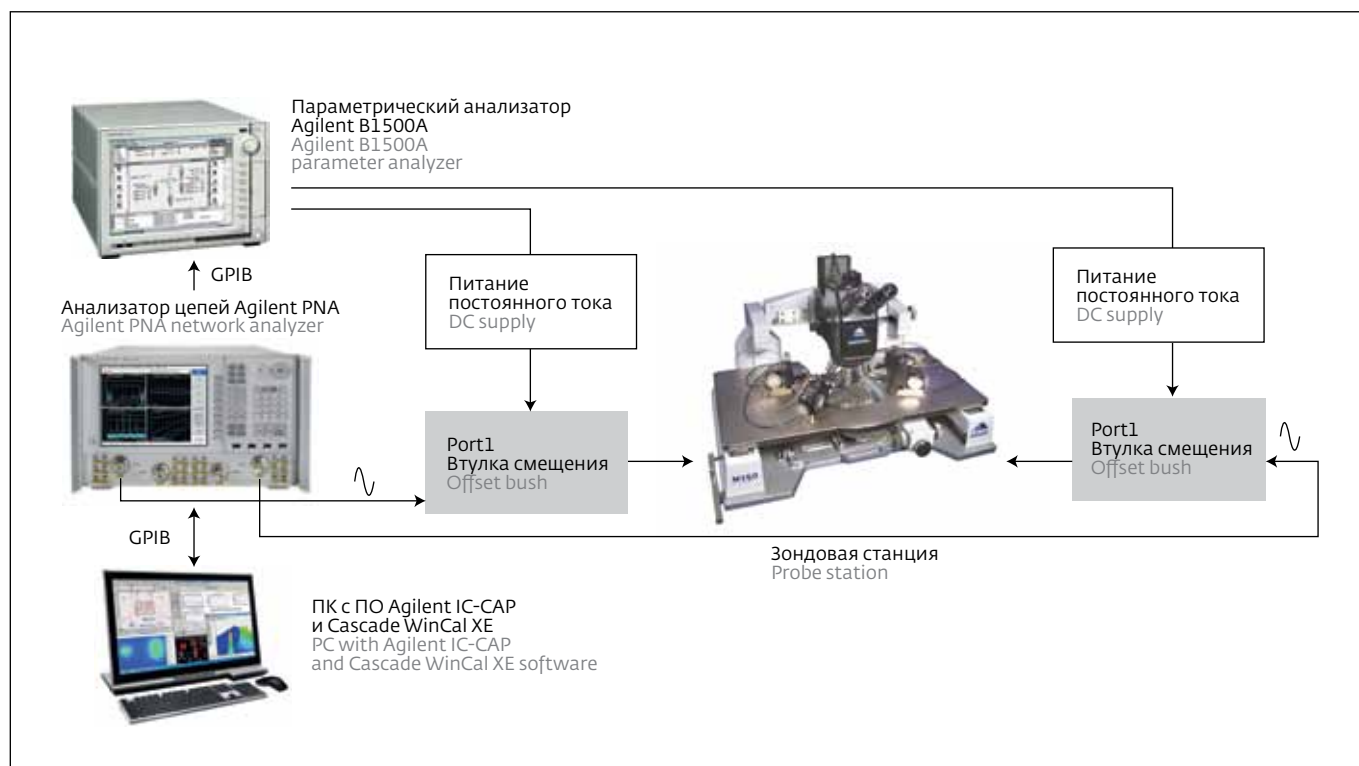 Параметрический анализатор
Agilent B1500A
Agilent B1500A
parameter analyzer
GPIB
Анализатор цепей Agilent PNA
Agilent PNA network analyzer
Питание
постоянного тока
DC supply
Питание
постоянного тока
DC supply
Port1
Втулка смещения
Offset bush
Port1
Втулка смещения
Offset bush
M150
GPIB
Зондовая станция
Probe station
ПК с ПО Agilent IC-CAP
и Cascade WinCal XE
PC with Agilent IC-CAP
and Cascade WinCal XE software